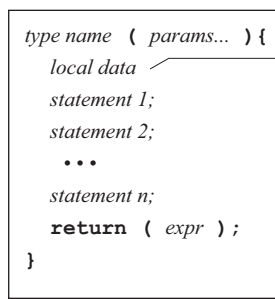 type name ( params... ){
local data
statement 1;
statement 2;
•••
statement n;
return ( expr );
}